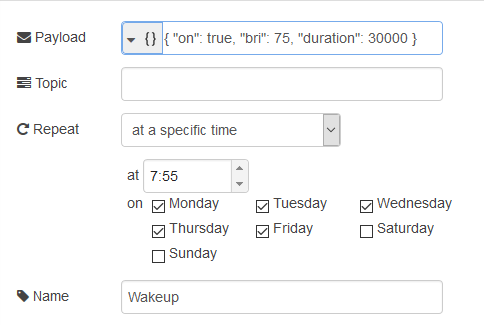 Payload {} { "on": true, "bri": 75, "duration": 30000 }
Topic
Repeat at a specific time
at 7:55
on Monday Tuesday Wednesday
Thursday Friday Saturday
Sunday
Name Wakeup